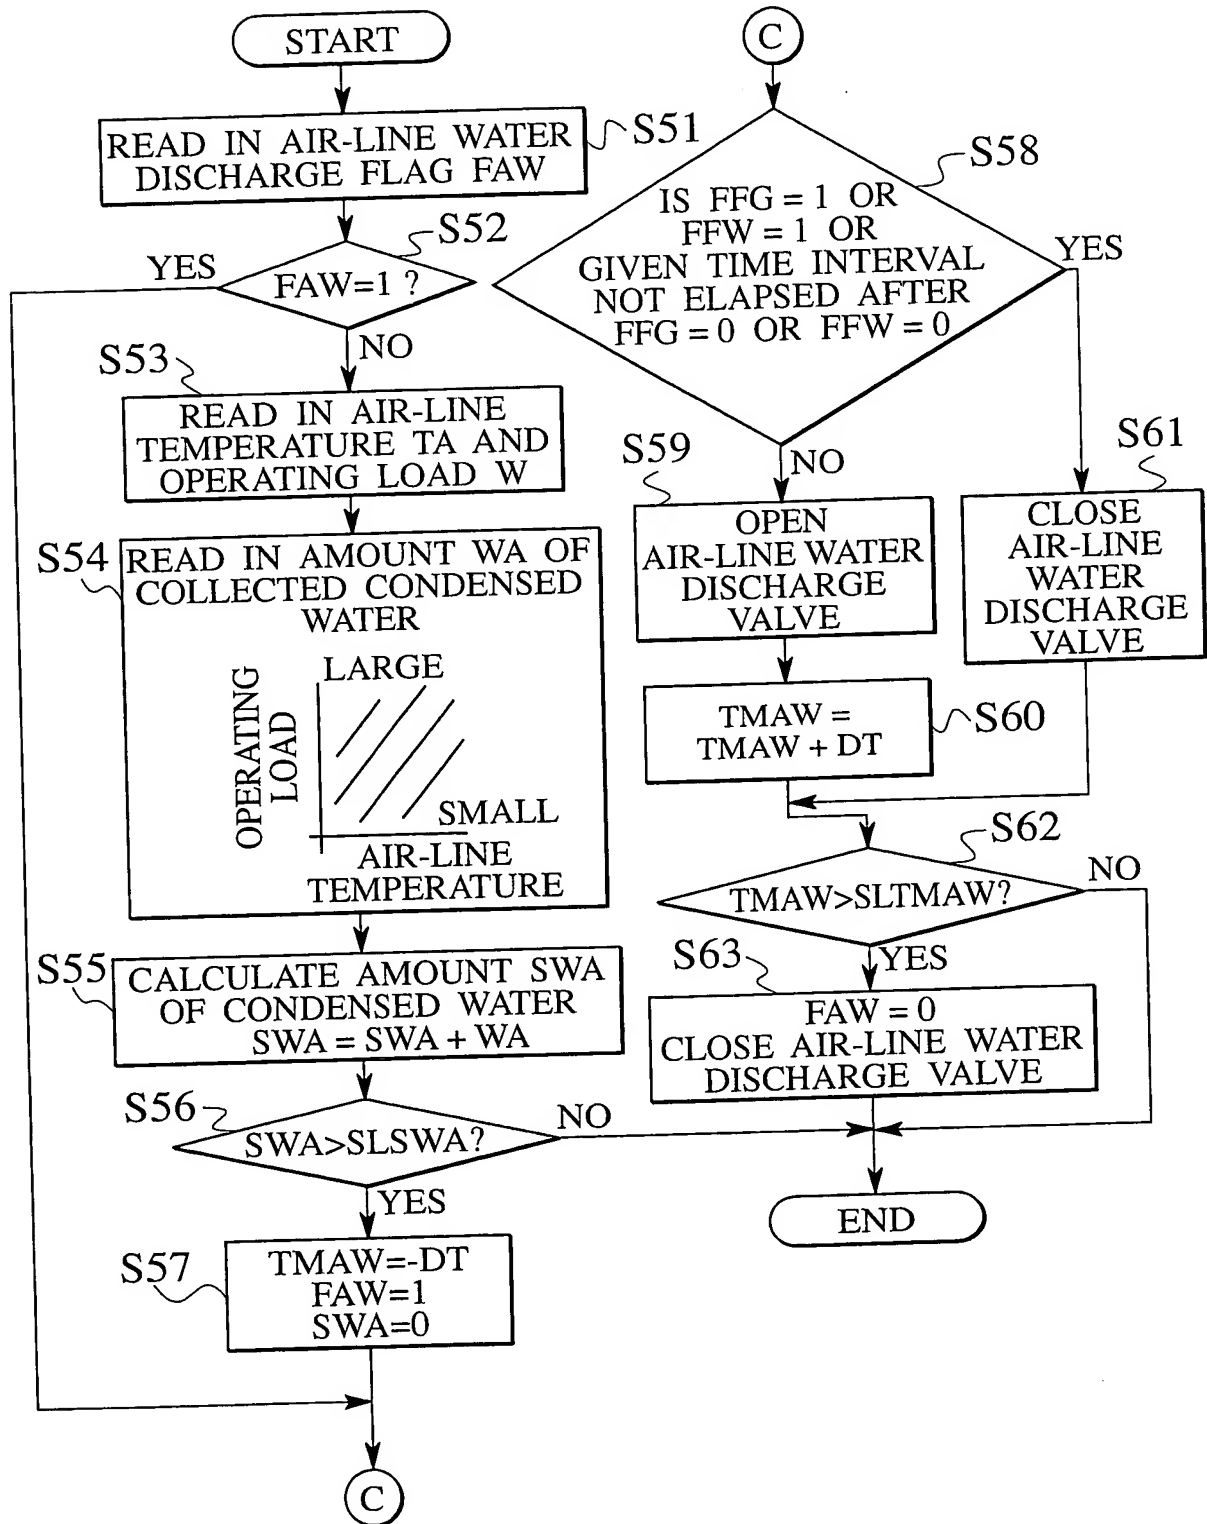 START
READ IN AIR-LINE WATER
DISCHARGE FLAG FAW
S51
S52
YES
FAW=1 ?
NO
S53
READ IN AIR-LINE
TEMPERATURE TA AND
OPERATING LOAD W
S54
READ IN AMOUNT WA OF
COLLECTED CONDENSED
WATER
OPERATING
LOAD
LARGE
SMALL
AIR-LINE
TEMPERATURE
S55
CALCULATE AMOUNT SWA
OF CONDENSED WATER
SWA = SWA + WA
S56
SWA>SLSWA?
NO
YES
S57
TMAW=-DT
FAW=1
SWA=0
C
C
S58
IS FFG = 1 OR
FFW = 1 OR
GIVEN TIME INTERVAL
NOT ELAPSED AFTER
FFG = 0 OR FFW = 0
YES
NO
S59
OPEN
AIR-LINE WATER
DISCHARGE
VALVE
S61
CLOSE
AIR-LINE
WATER
DISCHARGE
VALVE
TMAW =
TMAW + DT
S60
S62
TMAW>SLTMAW?
NO
YES
S63
FAW = 0
CLOSE AIR-LINE WATER
DISCHARGE VALVE
END